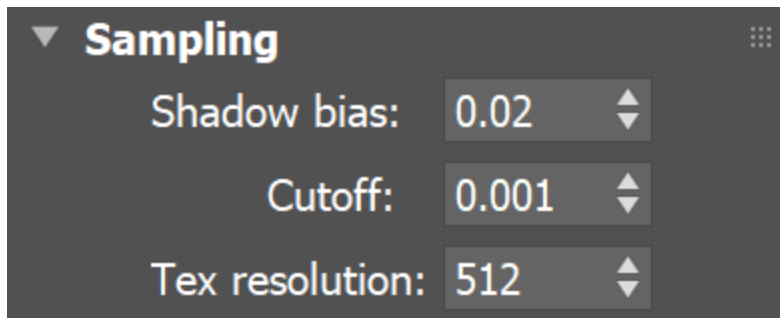 Sampling
Shadow bias: 0.02
Cutoff: 0.001
Tex resolution: 512